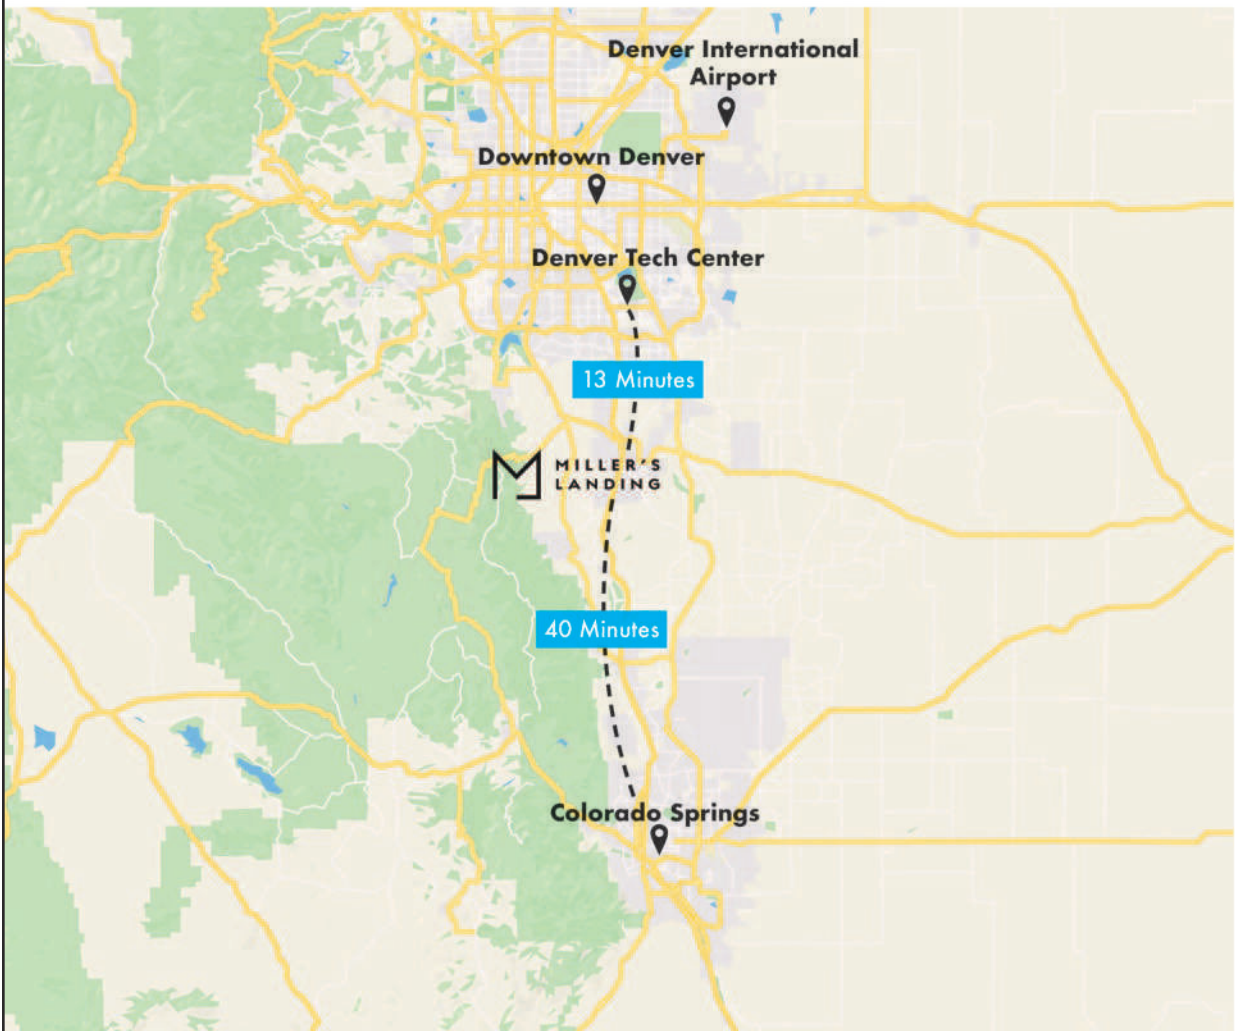 Denver International
Airport
Downtown Denver
Denver Tech Center
13 Minutes
MILLER'S
LANDING
40 Minutes
Colorado Springs